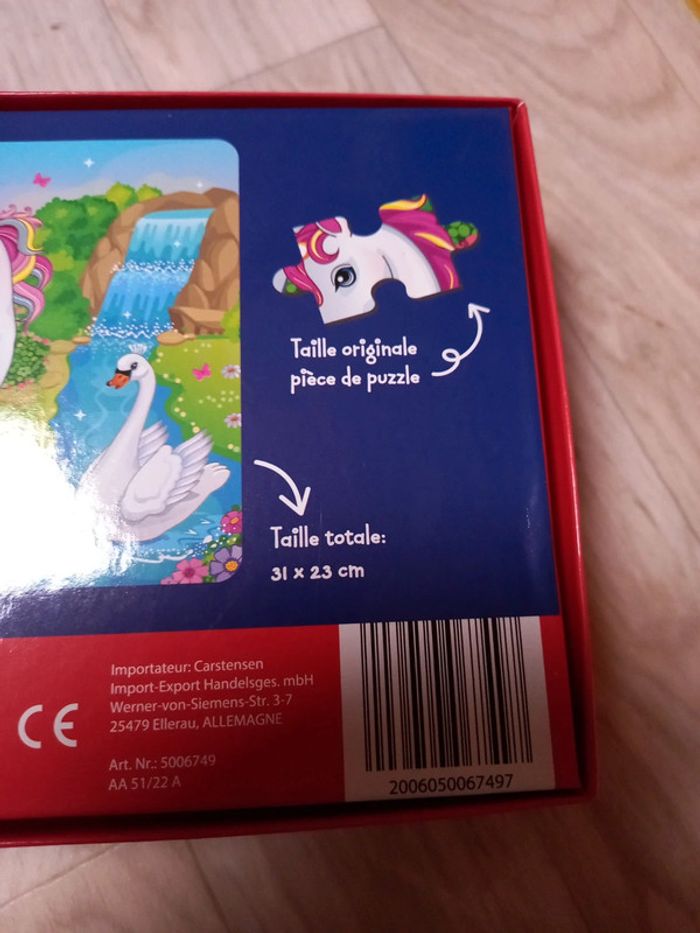 Taille originale
pièce de puzzle
Taille totale:
31 x 23 cm
Importateur: Carstensen
Import-Export Handelsges. mbH
Werner-von-Siemens-Str. 3-7
25479 Ellerau, ALLEMAGNE
CE
Art. Nr.: 5006749
AA 51/22 A
2006050067497